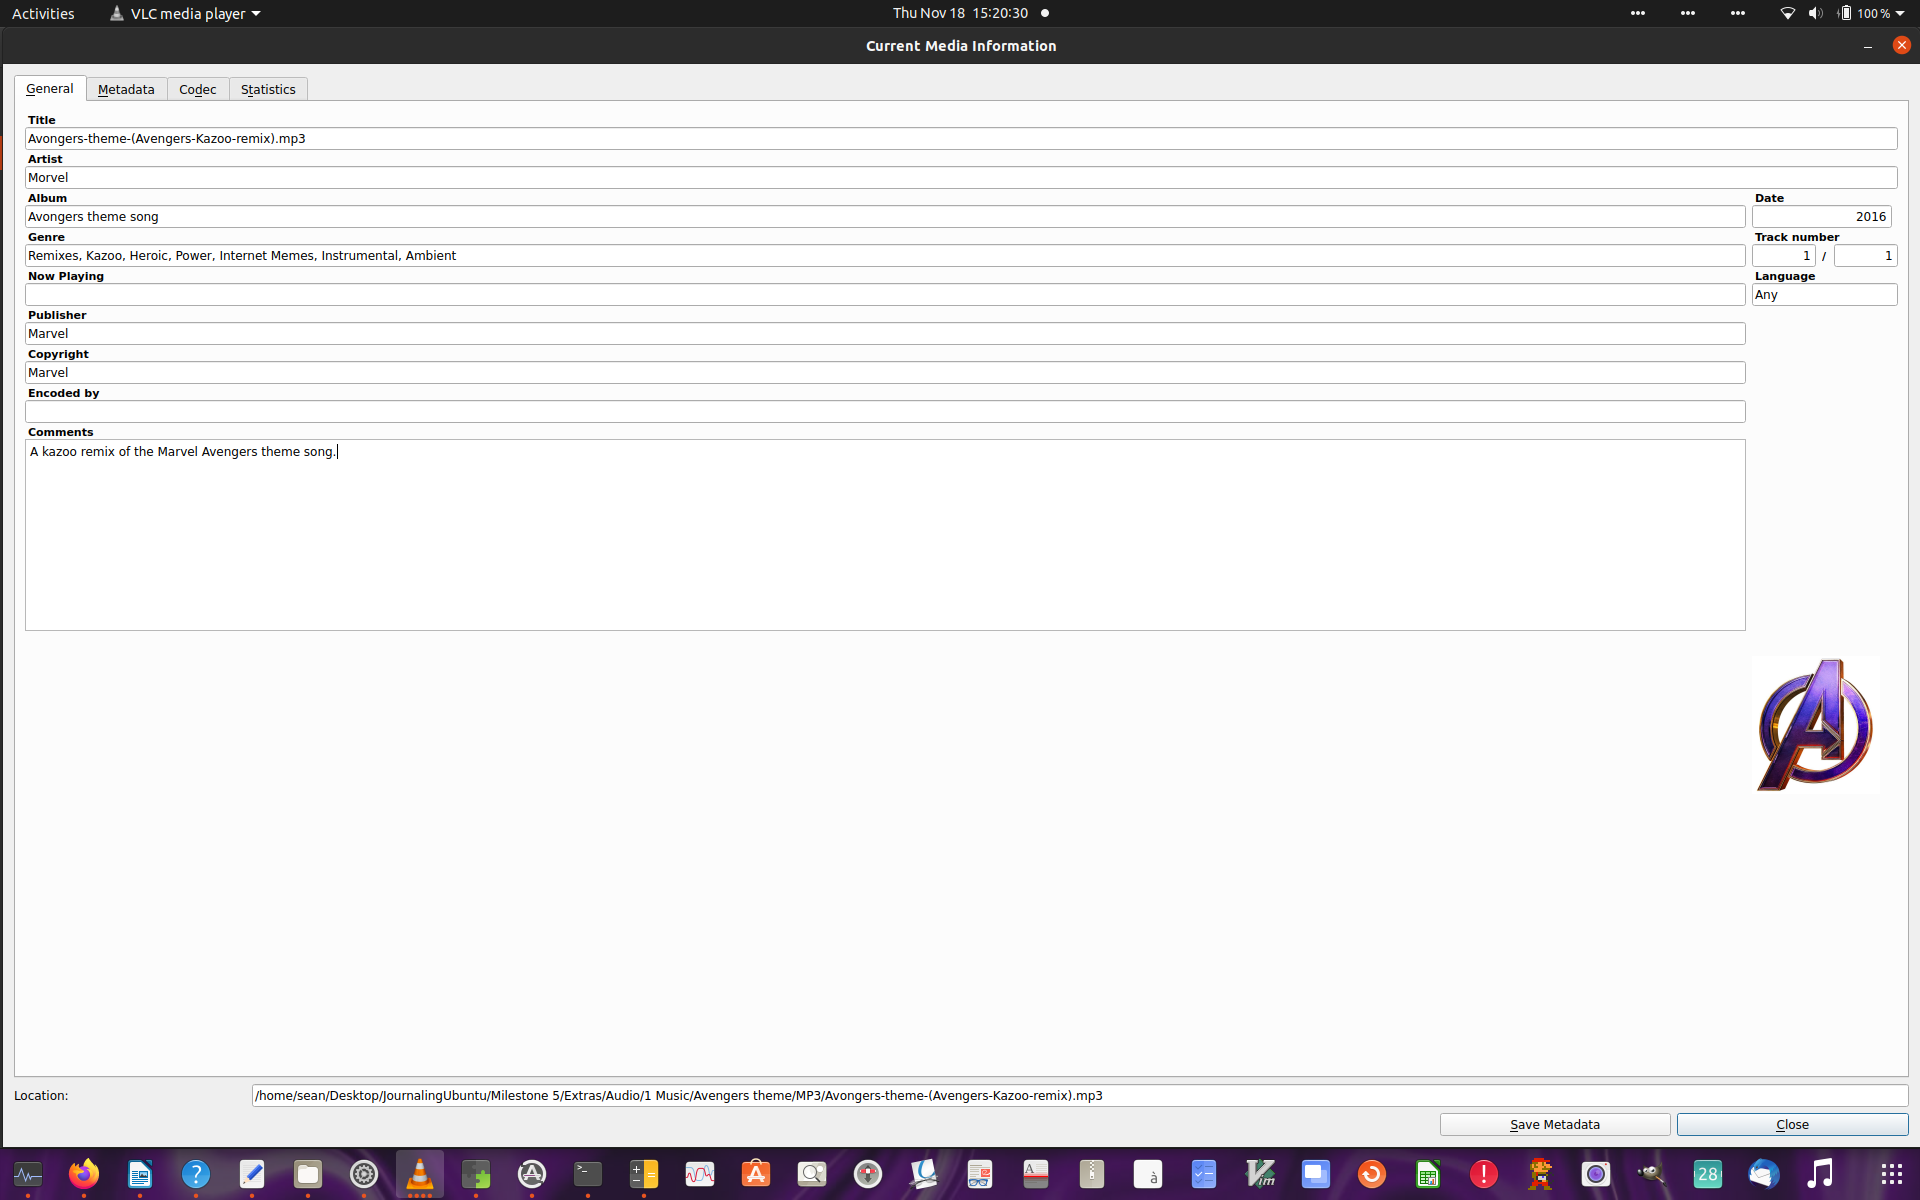 Activities VLC media player Thu Nov 18 15:20:30 100 %
Current Media Information
General Metadata Codec Statistics
Title
Avongers-theme-(Avengers-Kazoo-remix).mp3
Artist
Morvel
Album Date
Avongers theme song 2016
Genre Track number
Remixes, Kazoo, Heroic, Power, Internet Memes, Instrumental, Ambient 1 / 1
Now Playing Language
Any
Publisher
Marvel
Copyright
Marvel
Encoded by
Comments
A kazoo remix of the Marvel Avengers theme song.
Location: /home/sean/Desktop/JournalingUbuntu/Milestone 5/Extras/Audio/1 Music/Avengers theme/MP3/Avongers-theme-(Avengers-Kazoo-remix).mp3
Save Metadata Close
28